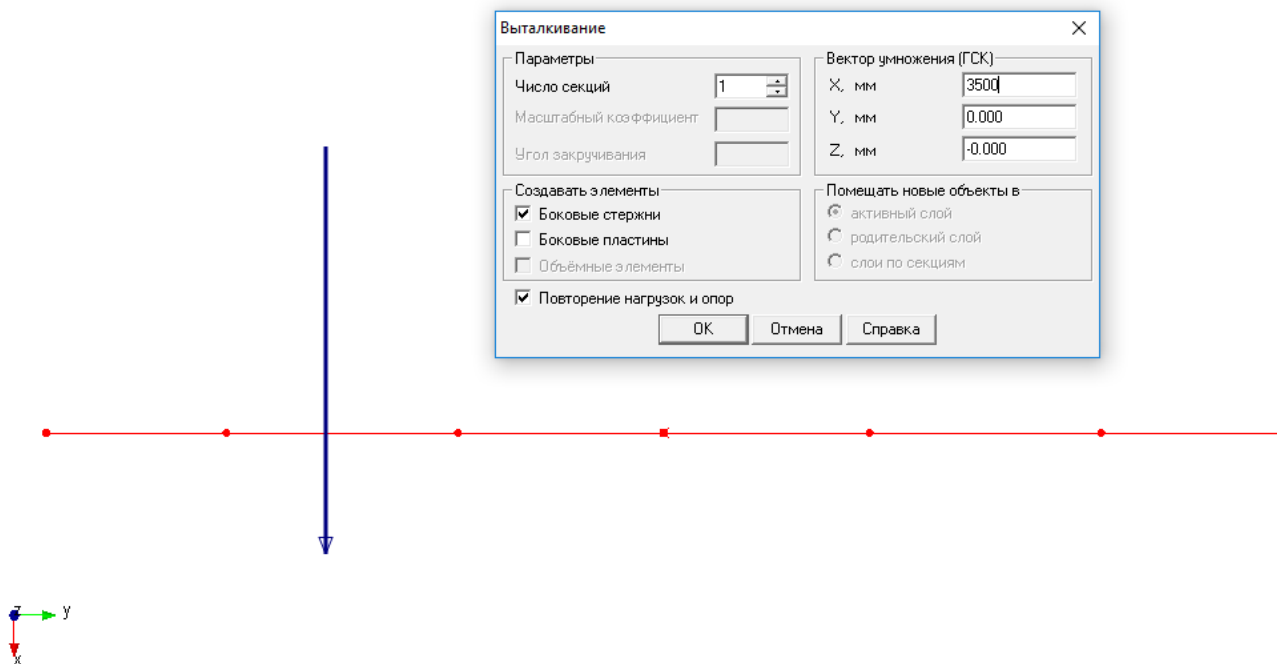 Выталкивание
Параметры
Число секций 1
Масштабный коэффициент
Угол закручивания
Вектор умножения (ГСК)
X, мм 3500
Y, мм 0.000
Z, мм -0.000
Создавать элементы
Боковые стержни
Боковые пластины
Объёмные элементы
Помещать новые объекты в
активный слой
родительский слой
слои по секциям
Повторение нагрузок и опор
OK Отмена Справка
z y
x